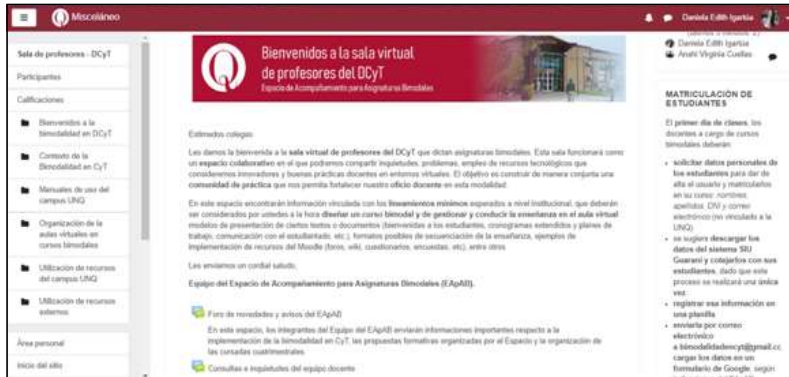 Misceláneo
Daniela Edith Igartúa
Sala de profesores - DCyT
Participantes
Calificaciones
Bienvenidos a la
bimodalidad en DCyT
Contexto de la
Bimodalidad en CyT
Manuales de uso del
campus UNQ
Organización de la
aulas virtuales en
cursos bimodales
Utilización de recursos
del campus UNQ
Utilización de recursos
externos
Área personal
Inicio del sitio
Bienvenidos a la sala virtual
de profesores del DCyT
Espacio de Acompañamiento para Asignaturas Bimodales
Estimados colegas:
Les damos la bienvenida a la sala virtual de profesores del DCyT que dictan asignaturas bimodales. Esta sala funcionará como
un espacio colaborativo en el que podremos compartir inquietudes, problemas, empleo de recursos tecnológicos que
consideremos innovadores y buenas prácticas docentes en entornos virtuales. El objetivo es construir de manera conjunta una
comunidad de práctica que nos permita fortalecer nuestro oficio docente en esta modalidad.
En este espacio encontrarán información vinculada con los lineamientos mínimos esperados a nivel institucional, que deberán
ser considerados por ustedes a la hora diseñar un curso bimodal y de gestionar y conducir la enseñanza en el aula virtual:
modelos de presentación de ciertos textos o documentos (bienvenidas a los estudiantes, cronogramas extendidos y planes de
trabajo, comunicación con el estudiantado, etc.), formatos posibles de secuenciación de la enseñanza, ejemplos de
implementación de recursos del Moodle (foros, wiki, cuestionarios, encuestas, etc), entre otros.
Les enviamos un cordial saludo,
Equipo del Espacio de Acompañamiento para Asignaturas Bimodales (EApAB).
Foro de novedades y avisos del EApAB
En este espacio, los integrantes del Equipo del EApAB enviarán informaciones importantes respecto a la
implementación de la bimodalidad en CyT, las propuestas formativas organizadas por el Espacio y la organización de
las cursadas cuatrimestrales.
Consultas e inquietudes del equipo docente
Daniela Edith Igartúa
Anahí Virginia Cuellas
MATRICULACIÓN DE
ESTUDIANTES
El primer día de clases, los
docentes a cargo de cursos
bimodales deberán:
solicitar datos personales de
los estudiantes para dar de
alta el usuario y matricularlos
en su curso: nombres,
apellidos, DNI y correo
electrónico (no vinculado a la
UNQ)
se sugiere descargar los
datos del sistema SIU
Guaraní y cotejarlos con sus
estudiantes, dado que este
proceso se realizará una única
vez
registrar esa información en
una planilla
enviarla por correo
electrónico
a bimodalidadencyt@gmail.cc
cargar los datos en un
formulario de Google, según